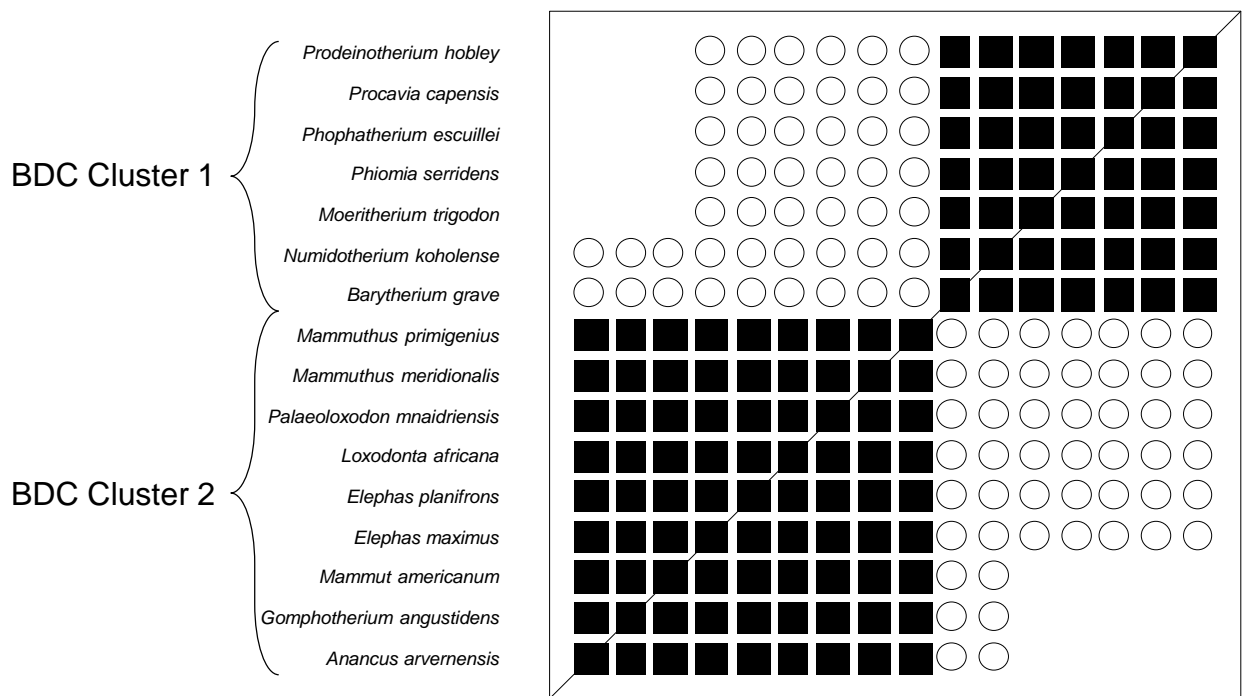 Prodeinotherium hobley
Procavia capensis
Phophatherium escuillei
BDC Cluster 1
Phiomia serridens
Moeritherium trigodon
Numidotherium koholense
Barytherium grave
Mammuthus primigenius
Mammuthus meridionalis
Palaeoloxodon mnaidriensis
Loxodonta africana
BDC Cluster 2
Elephas planifrons
Elephas maximus
Mammut americanum
Gomphotherium angustidens
Anancus arvernensis